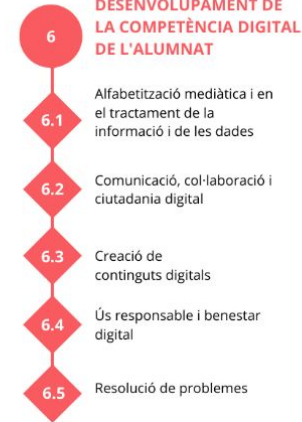 DESENVOLUPAMENT DE
6
LA COMPETÈNCIA DIGITAL
DE L'ALUMNAT
6.1
Alfabetització mediàtica i en
el tractament de la
informació i de les dades
6.2
Comunicació, col·laboració i
ciutadania digital
6.3
Creació de
continguts digitals
6.4
Ús responsable i benestar
digital
6.5
Resolució de problemes